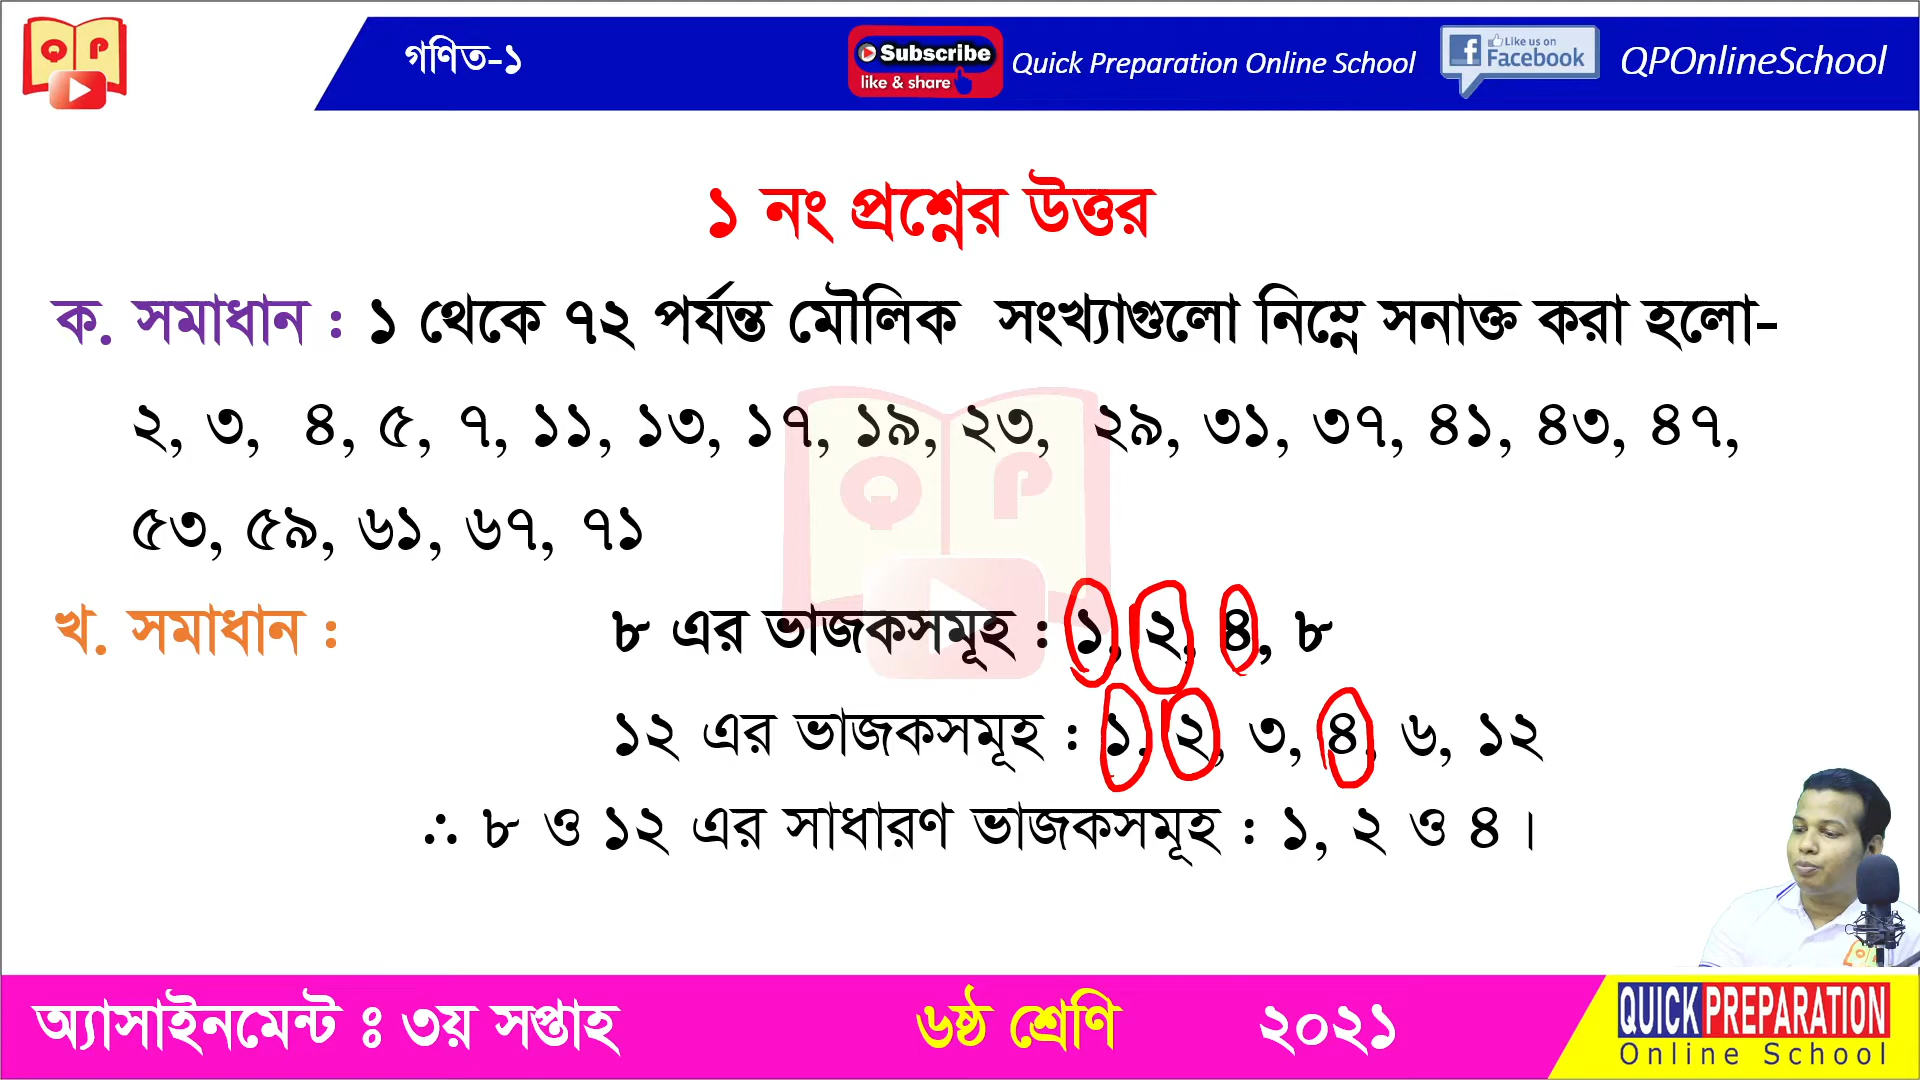 Q P
গণিত-১
Subscribe
like & share
Quick Preparation Online School
Like us on
Facebook
QPOnlineSchool
১ নং প্রশ্নের উত্তর
ক. সমাধান : ১ থেকে ৭২ পর্যন্ত মৌলিক সংখ্যাগুলো নিম্নে সনাক্ত করা হলো-
২, ৩, ৪, ৫, ৭, ১১, ১৩, ১৭, ১৯, ২৩, ২৯, ৩১, ৩৭, ৪১, ৪৩, ৪৭,
৫৩, ৫৯, ৬১, ৬৭, ৭১
Q P
খ. সমাধান : ৮ এর ভাজকসমূহ : ১, ২, ৪, ৮
১২ এর ভাজকসমূহ : ১, ২, ৩, ৪, ৬, ১২
∴ ৮ ও ১২ এর সাধারণ ভাজকসমূহ : ১, ২ ও ৪।
অ্যাসাইনমেন্ট ঃ ৩য় সপ্তাহ ৬ষ্ঠ শ্রেণি ২০২১
QUICK PREPARATION
Online School